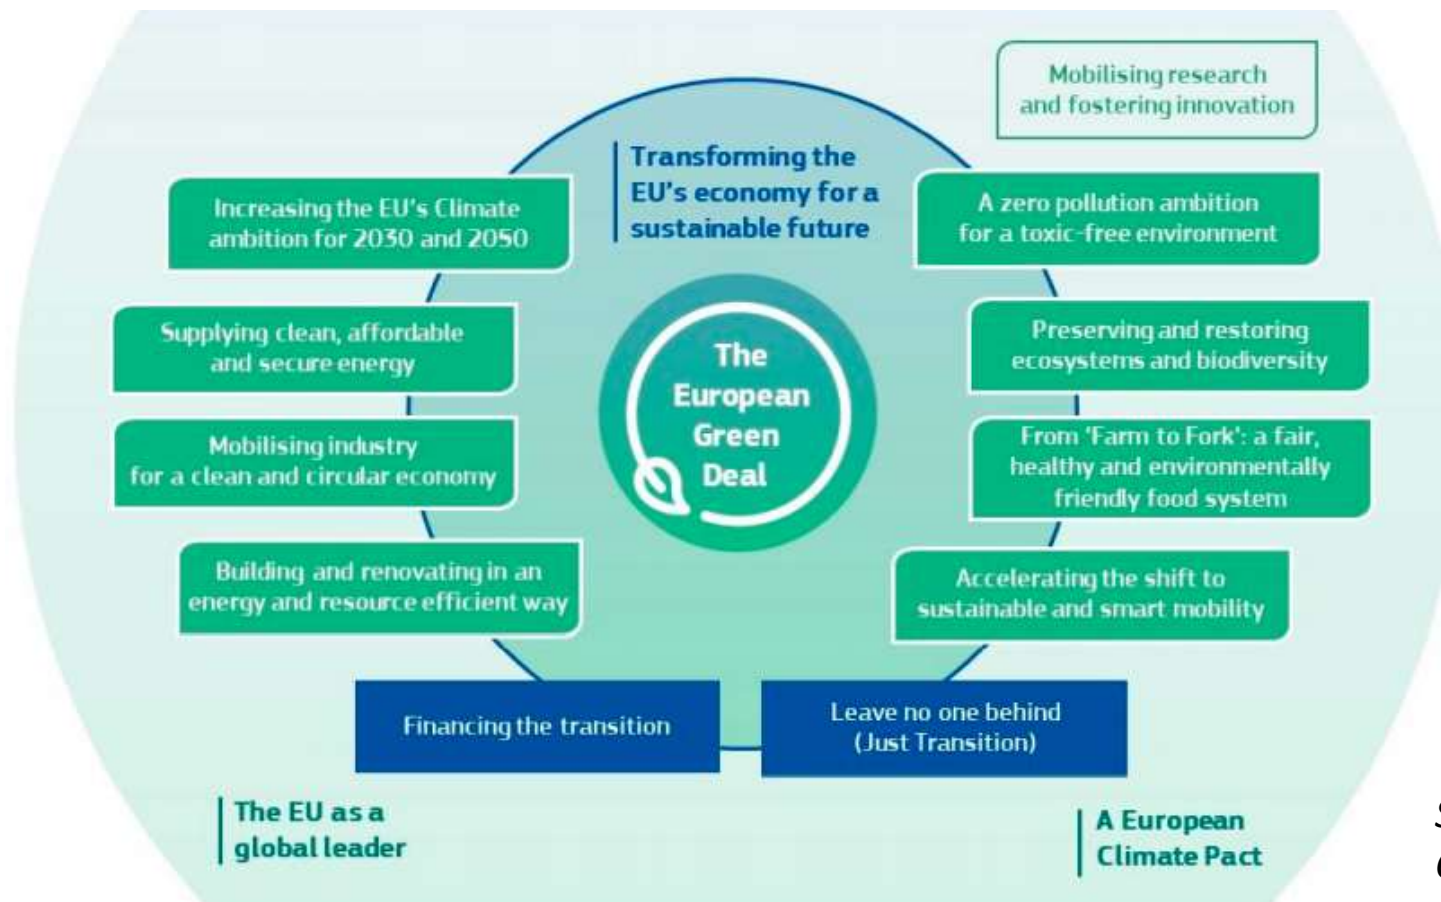 Mobilising research
and fostering innovation
Transforming the
EU's economy for a
sustainable future
Increasing the EU's Climate
ambition for 2030 and 2050
A zero pollution ambition
for a toxic-free environment
Supplying clean, affordable
and secure energy
Preserving and restoring
ecosystems and biodiversity
The
European
Green
Deal
Mobilising industry
for a clean and circular economy
From 'Farm to Fork': a fair,
healthy and environmentally
friendly food system
Building and renovating in an
energy and resource efficient way
Accelerating the shift to
sustainable and smart mobility
Financing the transition
Leave no one behind
(Just Transition)
The EU as a
global leader
A European
Climate Pact